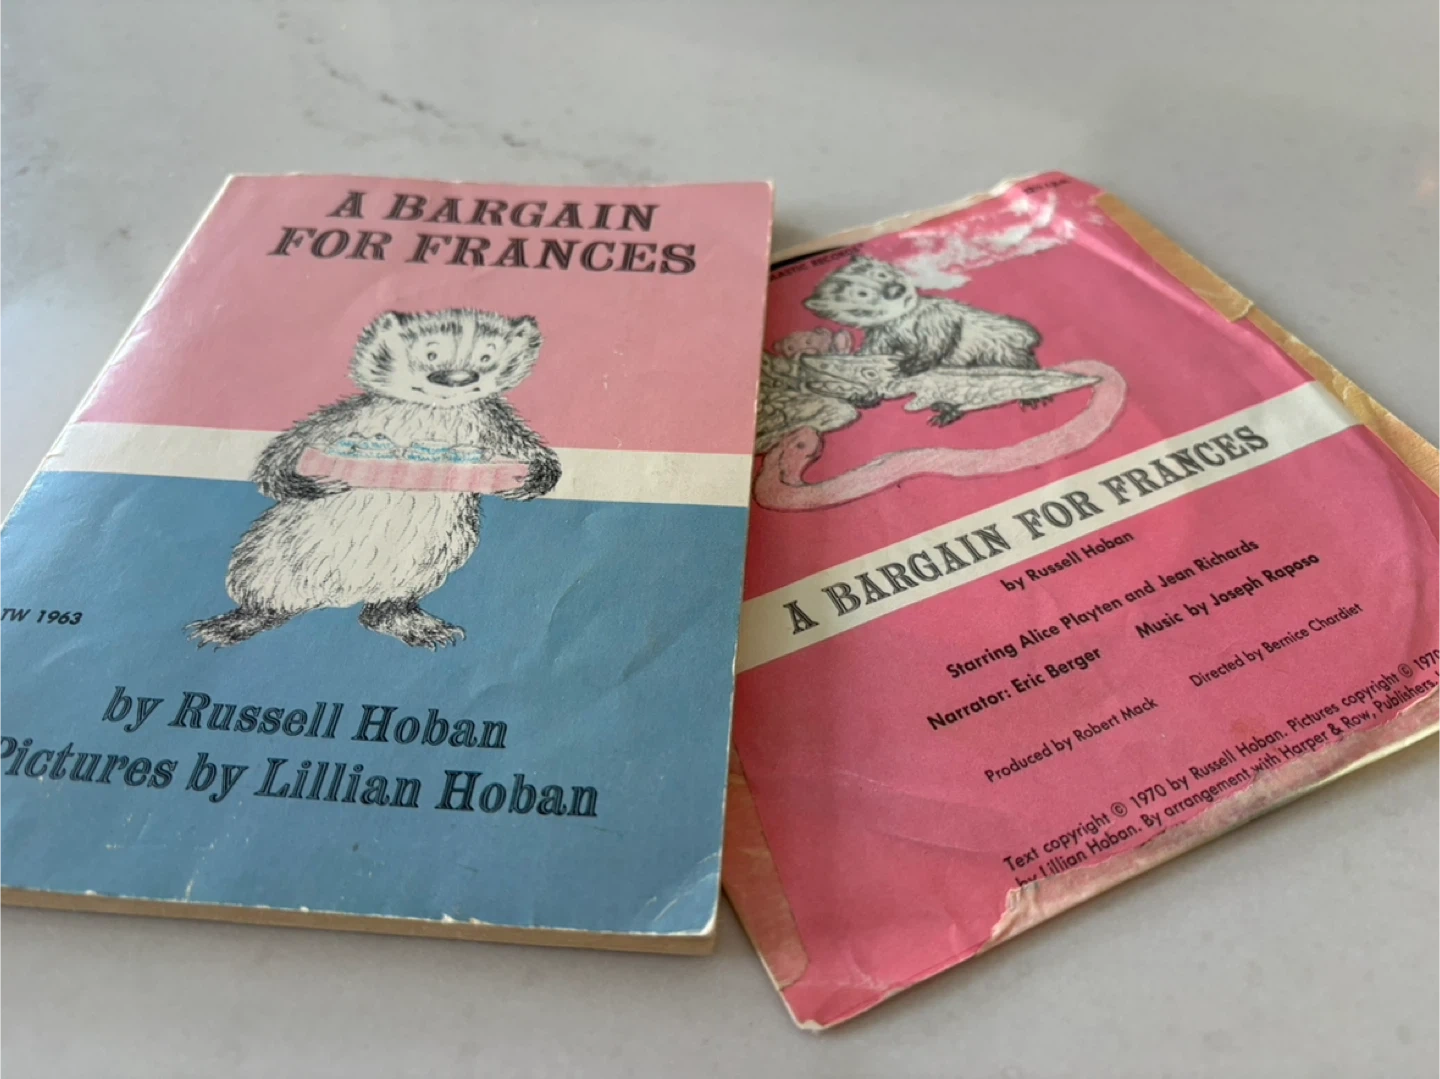 A BARGAIN
FOR FRANCES
TW 1963
by Russell Hoban
Pictures by Lillian Hoban
RECORDS
A BARGAIN FOR FRANCES
by Russell Hoban
Starring Alice Playten and Jean Richards
Narrator: Eric Berger Music by Joseph Raposo
Produced by Robert Mack Directed by Bernice Chardiet
Text copyright © 1970 by Russell Hoban. Pictures copyright © 1970
by Lillian Hoban. By arrangement with Harper & Row, Publishers,